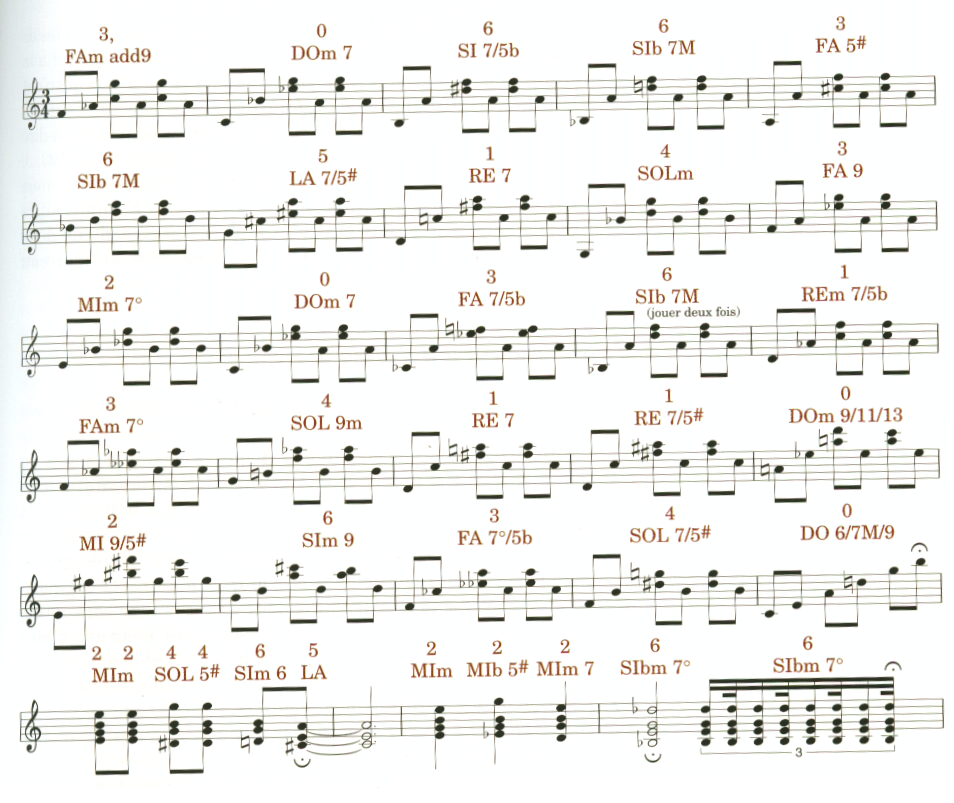 3, 0 6 6 3
FAm add9 DOm 7 SI 7/5b SIb 7M FA 5#
3
4
6 5 1 4 3
SIb 7M LA 7/5# RE 7 SOLm FA 9
2 0 3 6 1
MIm 7° DOm 7 FA 7/5b SIb 7M REm 7/5b
(jouer deux fois)
3 4 1 1 0
FAm 7° SOL 9m RE 7 RE 7/5# DOm 9/11/13
2 6 3 4 0
MI 9/5# SIm 9 FA 7°/5b SOL 7/5# DO 6/7M/9
2 2 4 4 6 5 2 2 2 6 6
MIm SOL 5# SIm 6 LA MIm MIb 5# MIm 7 SIbm 7° SIbm 7°
3